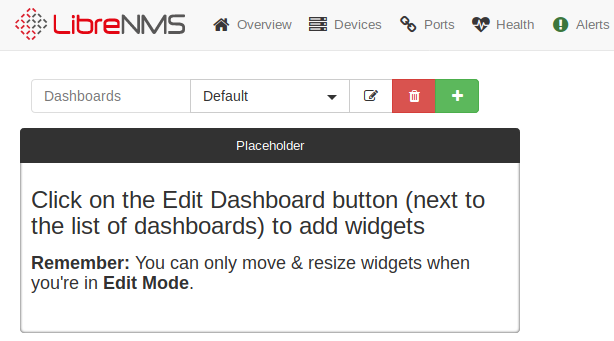 LibreNMS Overview Devices Ports Health Alerts
Dashboards Default
Placeholder
Click on the Edit Dashboard button (next to
the list of dashboards) to add widgets
Remember: You can only move & resize widgets when
you're in Edit Mode.